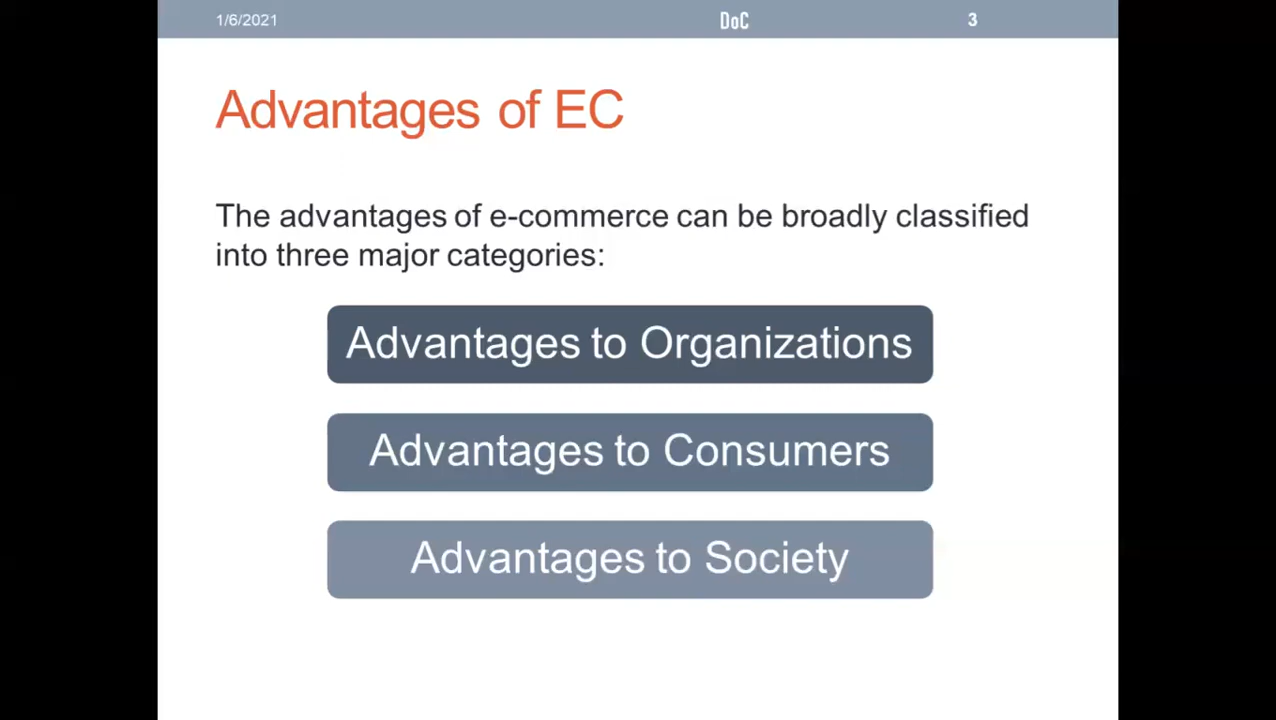 1/6/2021 DoC 3
Advantages of EC
The advantages of e-commerce can be broadly classified
into three major categories:
Advantages to Organizations
Advantages to Consumers
Advantages to Society